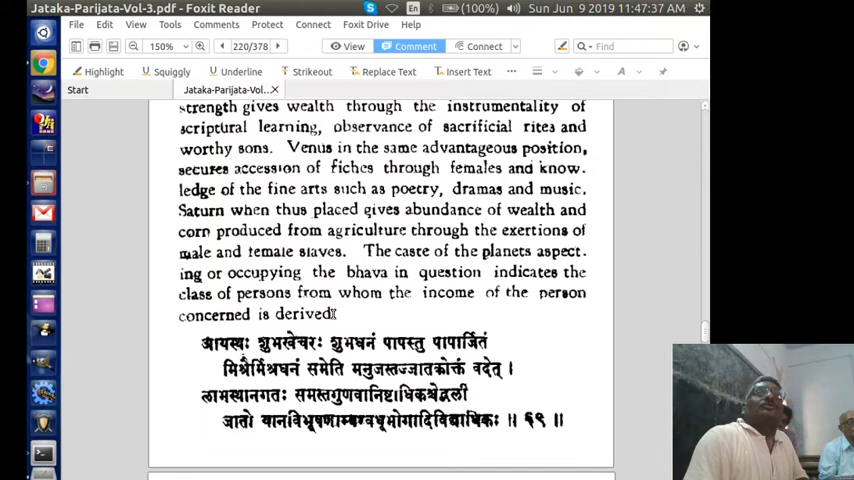 Jataka-Parijata-Vol-3.pdf - Foxit Reader
(100%)
Sun Jun 9 2019 11:47:37 AM
File Edit View Tools Comments Connect Foxit Drive Help
150%
220/378
View
Comment
Connect
Find
Highlight
Squiggly
Underline
Strikeout
Replace Text
Insert Text
Start
Jataka-Parijata-Vol...
strength gives wealth through the instrumentality of
scriptural learning, observance of sacrificial rites and
worthy sons. Venus in the same advantageous position,
secures accession of fiches through females and know.
ledge of the fine arts such as poetry, dramas and music.
Saturn when thus placed gives abundance of wealth and
corn produced from agriculture through the exertions of
male and female slaves. The caste of the planets aspect.
ing or occupying the bhava in question indicates the
class of persons from whom the income of the person
concerned is derived
आयस्थः शुभखेचरः शुभधनं पापस्तु पापार्जितं
मिश्रैर्मिश्रधनं समेति मनुजस्तज्जातकोक्तं वदेत् ।
लाभस्थानगतः समस्तगुणवानिष्टाधिकश्चेद्बली
जातो यानविभूषणाम्बरवधूभोगादिविद्याधिकः ॥ ६९ ॥